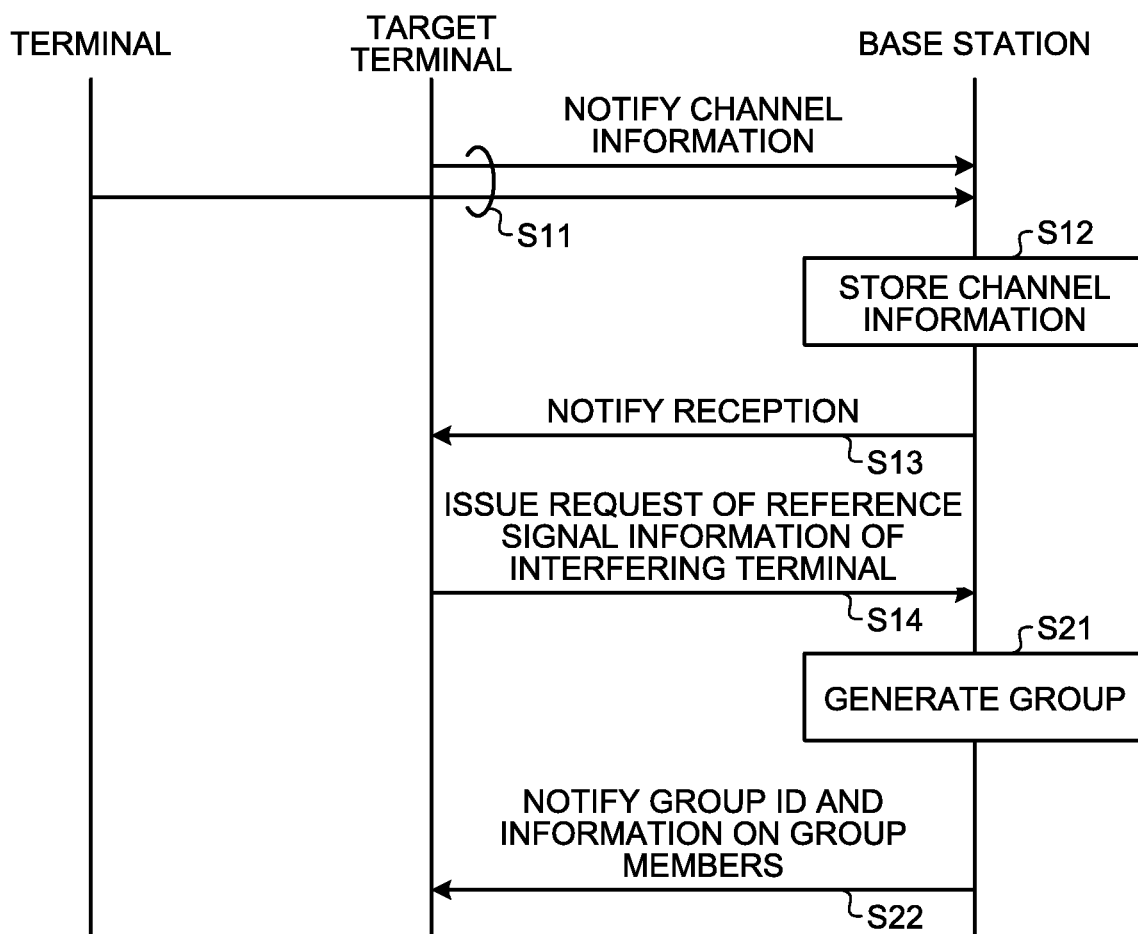 TERMINAL
TARGET
TERMINAL
BASE STATION
NOTIFY CHANNEL
INFORMATION
S11
S12
STORE CHANNEL
INFORMATION
NOTIFY RECEPTION
S13
ISSUE REQUEST OF REFERENCE
SIGNAL INFORMATION OF
INTERFERING TERMINAL
S14
S21
GENERATE GROUP
NOTIFY GROUP ID AND
INFORMATION ON GROUP
MEMBERS
S22